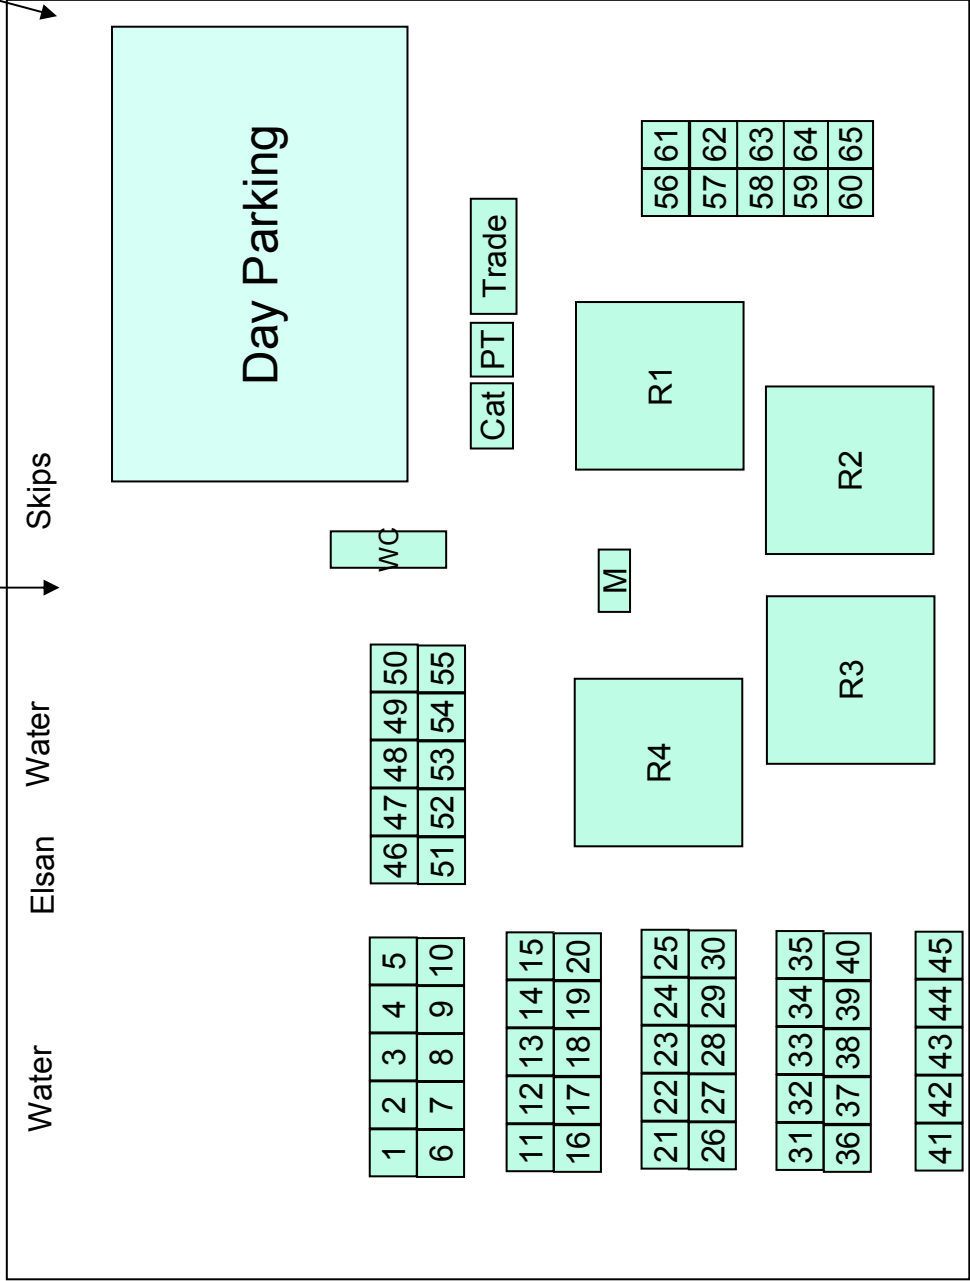 Water Elsan Water Skips
Day Parking
WC
1 2 3 4 5 46 47 48 49 50
6 7 8 9 10 51 52 53 54 55
Cat PT Trade
11 12 13 14 15
16 17 18 19 20
M
R4 R1
21 22 23 24 25 56 61
26 27 28 29 30 57 62
58 63
31 32 33 34 35 59 64
R3 R2
36 37 38 39 40 60 65
41 42 43 44 45